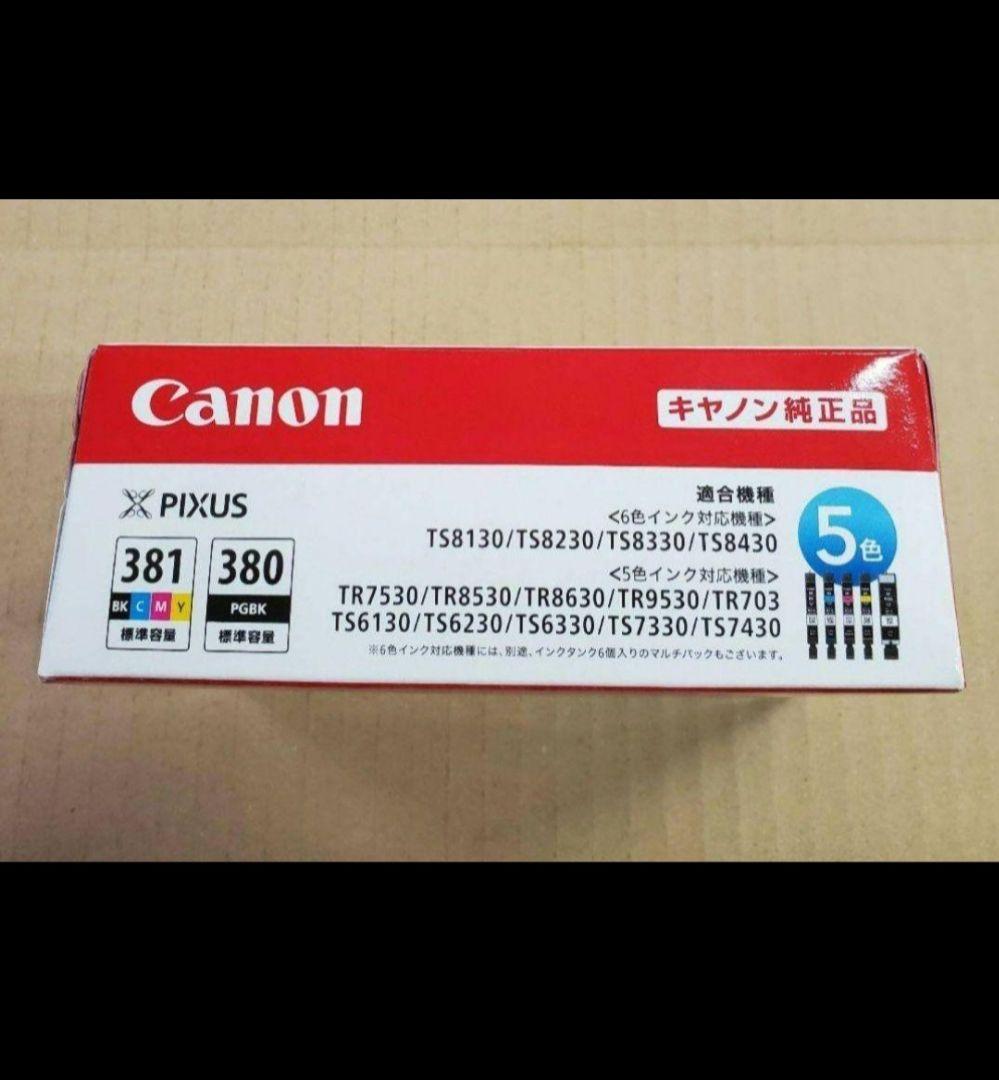 Canon
キヤノン純正品
PIXUS
381
BK C M Y
標準容量
380
PGBK
標準容量
適合機種
<6色インク対応機種>
TS8130/TS8230/TS8330/TS8430
<5色インク対応機種>
TR7530/TR8530/TR8630/TR9530/TR703
TS6130/TS6230/TS6330/TS7330/TS7430
※6色インク対応機種には、別途、インクタンク6個入りのマルチパックもございます。
5色